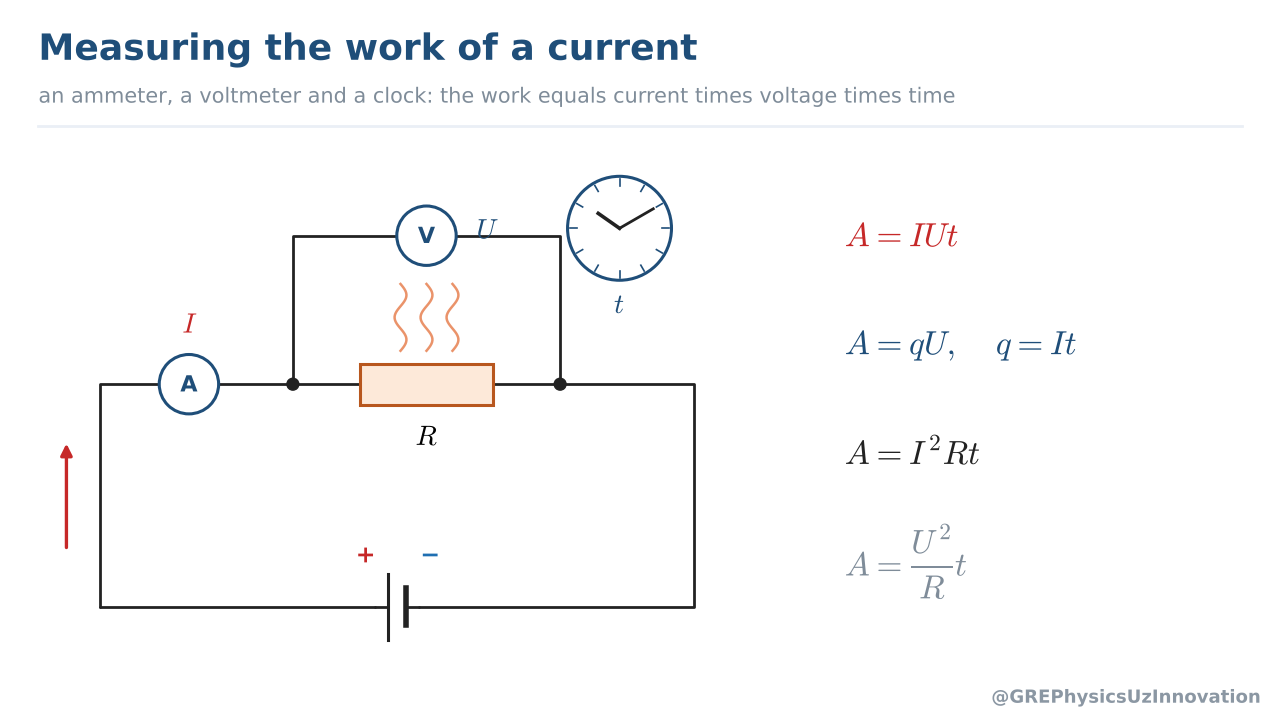 Measuring the work of a current
an ammeter, a voltmeter and a clock: the work equals current times voltage times time
V
U
t
I
A
R
+ −
A = IUt
A = qU, q = It
A = I²Rt
A = U²/R t
@GREPhysicsUzInnovation